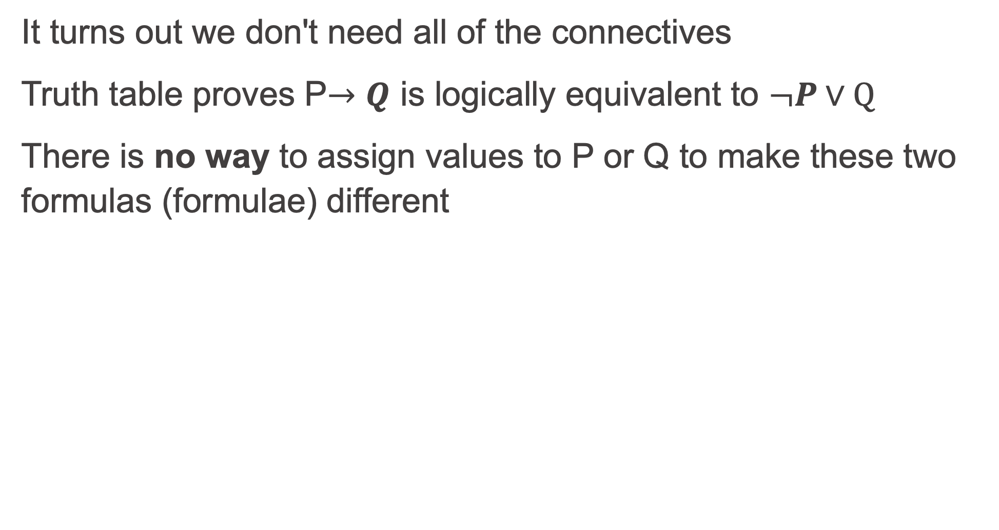 It turns out we don't need all of the connectives
Truth table proves P→ Q is logically equivalent to ¬P ∨ Q
There is no way to assign values to P or Q to make these two
formulas (formulae) different